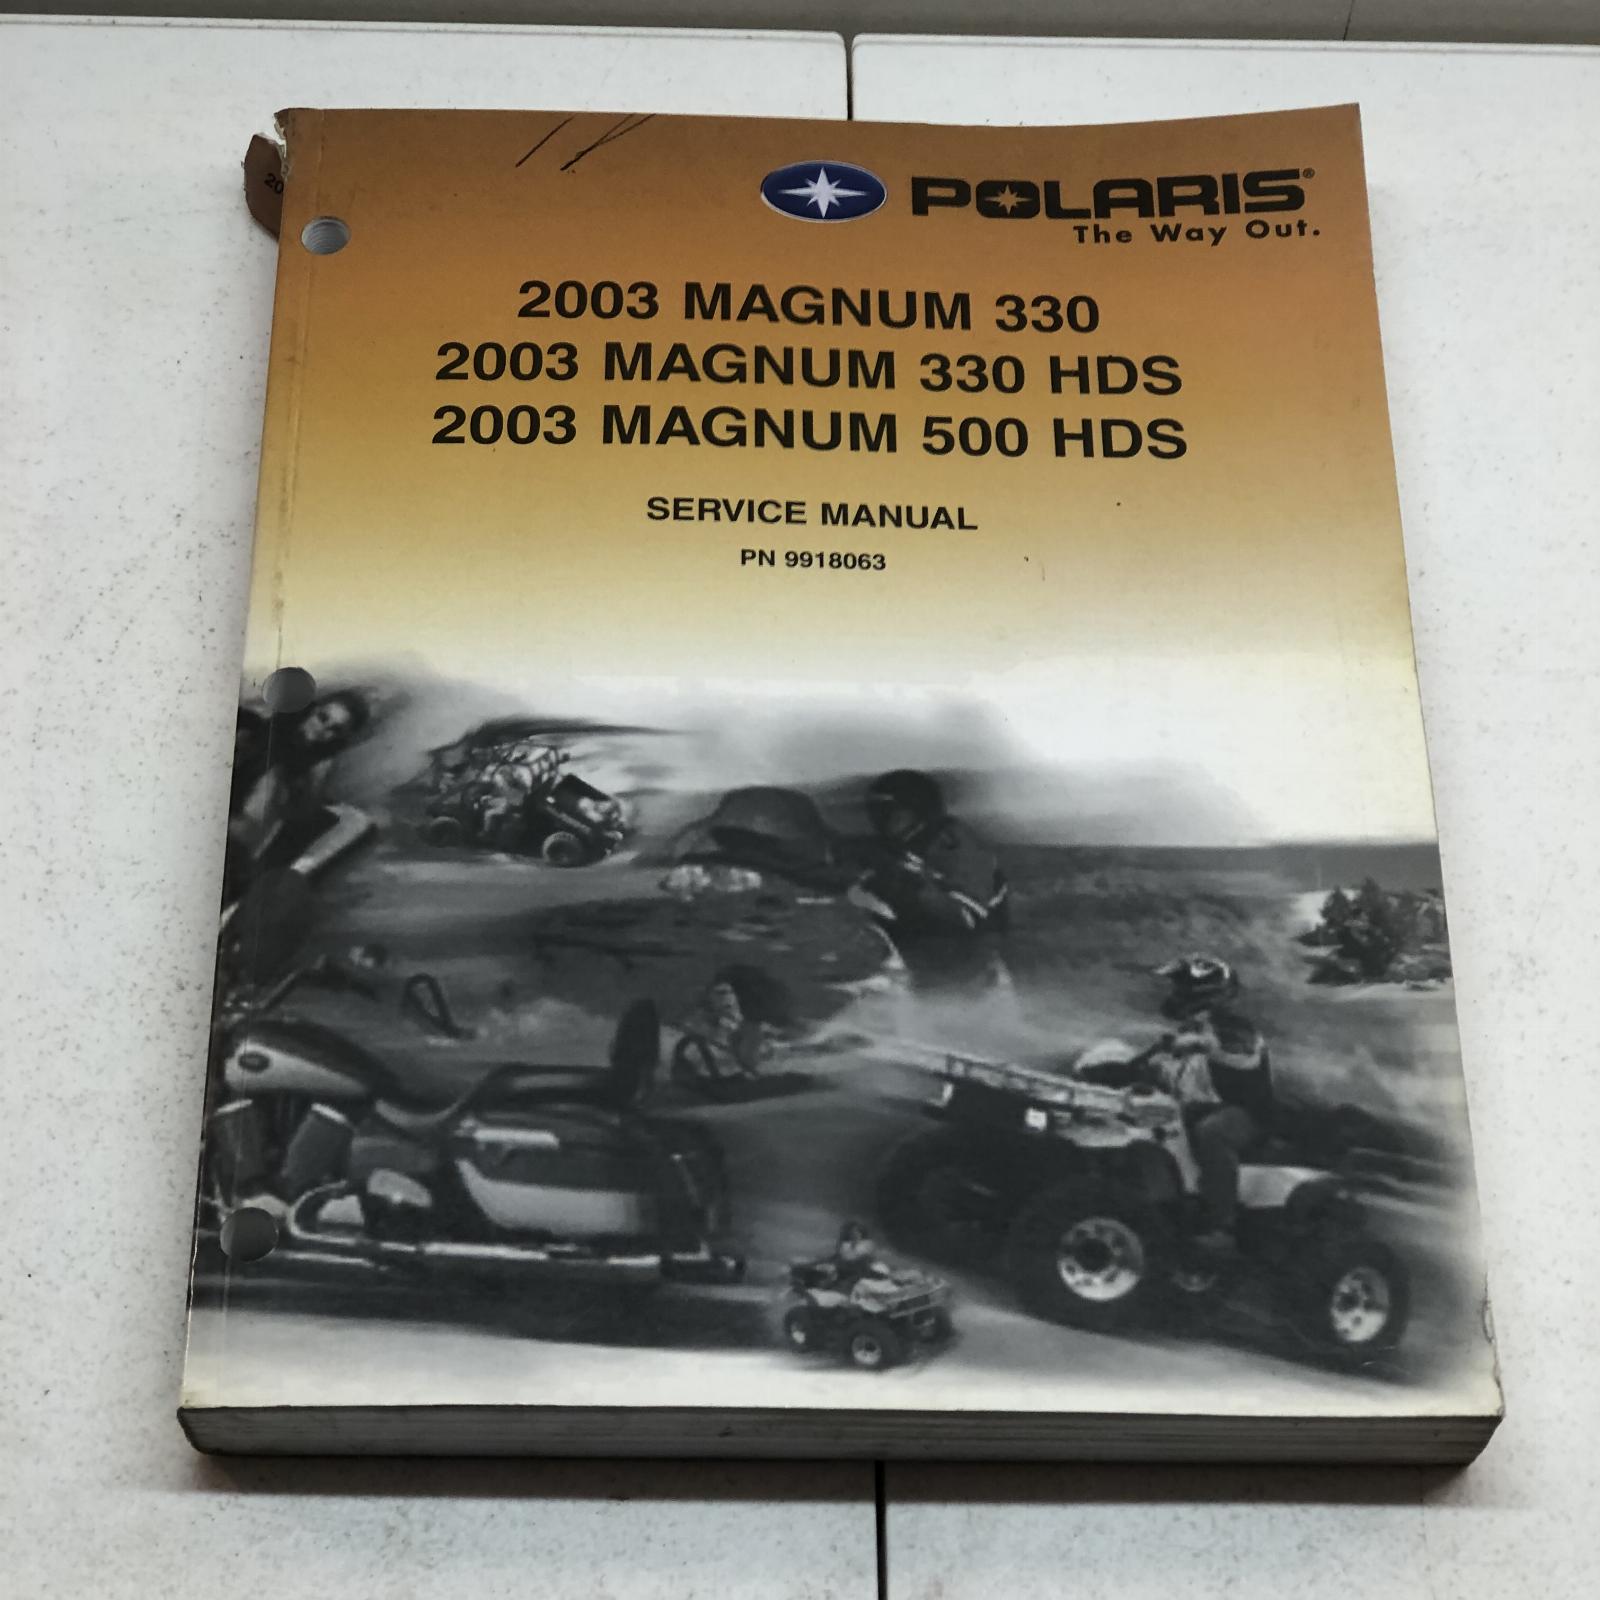 20
POLARIS®
The Way Out.
2003 MAGNUM 330
2003 MAGNUM 330 HDS
2003 MAGNUM 500 HDS
SERVICE MANUAL
PN 9918063